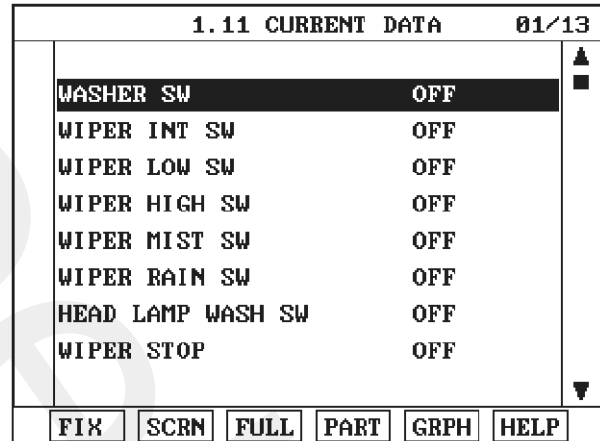 1.11 CURRENT DATA 01/13
WASHER SW OFF
WIPER INT SW OFF
WIPER LOW SW OFF
WIPER HIGH SW OFF
WIPER MIST SW OFF
WIPER RAIN SW OFF
HEAD LAMP WASH SW OFF
WIPER STOP OFF
FIX SCRN FULL PART GRPH HELP